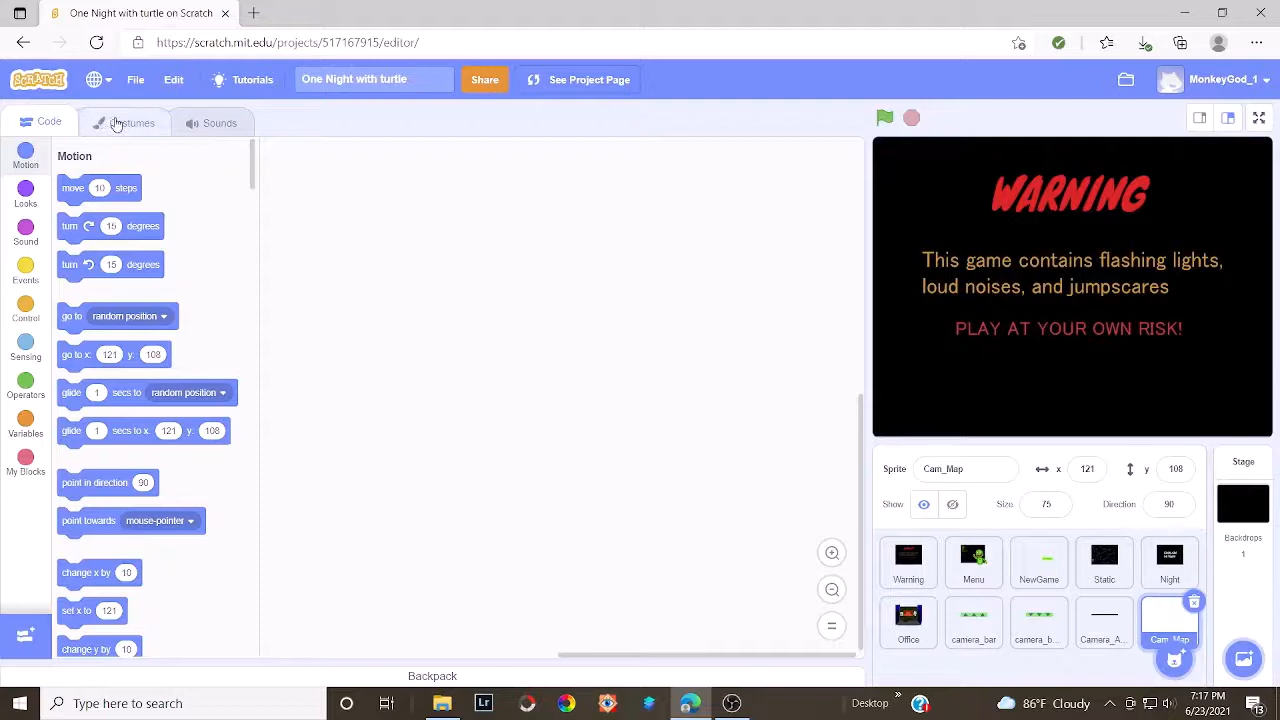 One Night with turtle on Scratch
https://scratch.mit.edu/projects/517167915/editor/
SCRATCH
File
Edit
Tutorials
One Night with turtle
Share
See Project Page
MonkeyGod_1
Code
Sounds
Motion
Looks
Sound
Events
Control
Sensing
Operators
Variables
My Blocks
Motion
move 10 steps
turn 15 degrees
turn 15 degrees
go to random position
go to x: 121 y: 108
glide 1 secs to random position
glide 1 secs to x: 121 y: 108
point in direction 90
point towards mouse-pointer
change x by 10
set x to 121
change y by 10
WARNING
This game contains flashing lights,
loud noises, and jumpscares
PLAY AT YOUR OWN RISK!
Sprite Cam_Map x 121 y 108
Show Size 75 Direction 90
Stage
Backdrops
1
Warning
Menu
NewGame
Static
Night
Office
camera_bar
camera_b...
Camera_A...
Cam_Map
Backpack
Type here to search
Lr
Desktop
86°F Cloudy
7:17 PM
6/23/2021